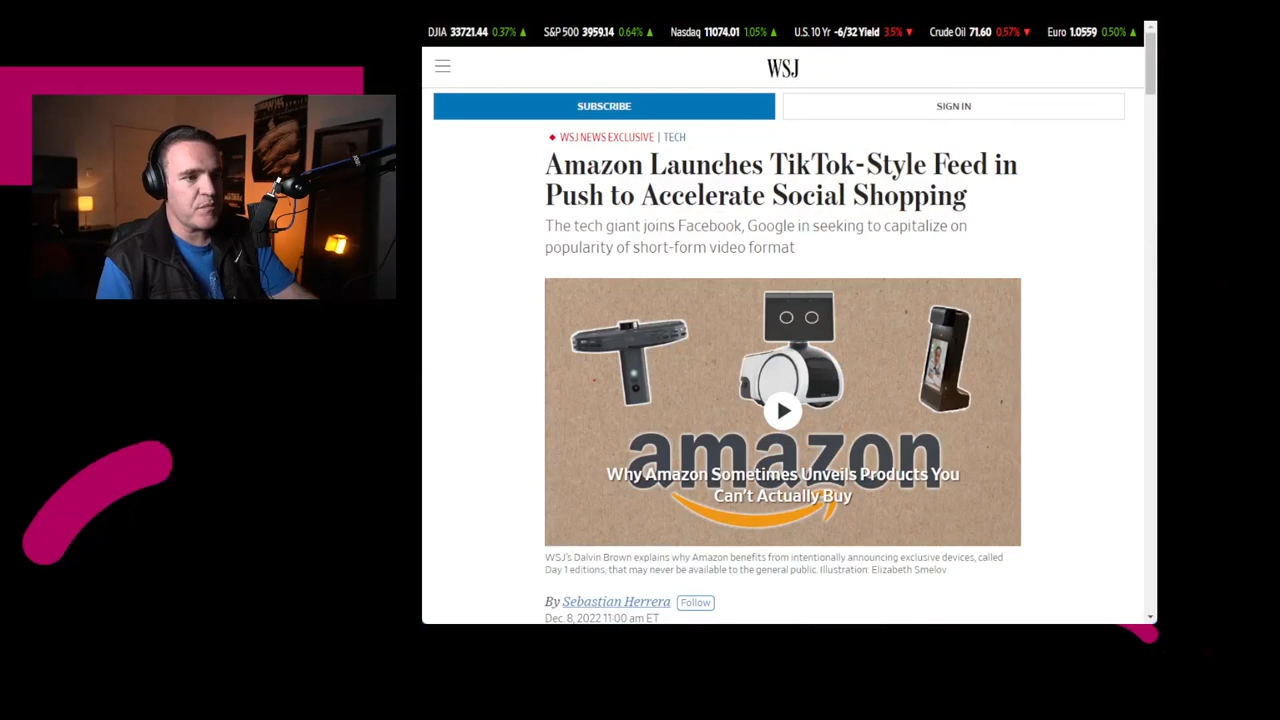 DJIA 33721.44 0.37% ▲ S&P 500 3959.14 0.64% ▲ Nasdaq 11074.01 1.05% ▲ U.S. 10 Yr -6/32 Yield 3.5% ▼ Crude Oil 71.60 0.57% ▼ Euro 1.0559 0.50% ▲
WSJ
SUBSCRIBE SIGN IN
WSJ NEWS EXCLUSIVE | TECH
Amazon Launches TikTok-Style Feed in
Push to Accelerate Social Shopping
The tech giant joins Facebook, Google in seeking to capitalize on
popularity of short-form video format
amazon
Why Amazon Sometimes Unveils Products You
Can't Actually Buy
WSJ's Dalvin Brown explains why Amazon benefits from intentionally announcing exclusive devices, called
Day 1 editions, that may never be available to the general public. Illustration: Elizabeth Smelov
By Sebastian Herrera Follow
Dec. 8, 2022 11:00 am ET